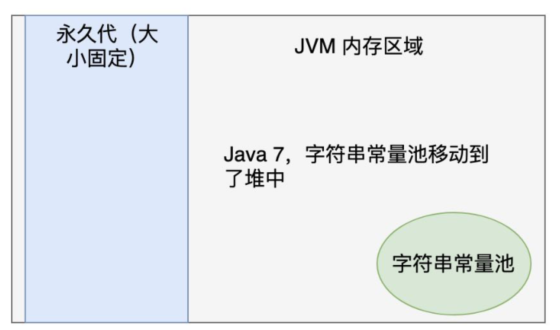 永久代（大
小固定）
JVM 内存区域
Java 7，字符串常量池移动到
了堆中
字符串常量池